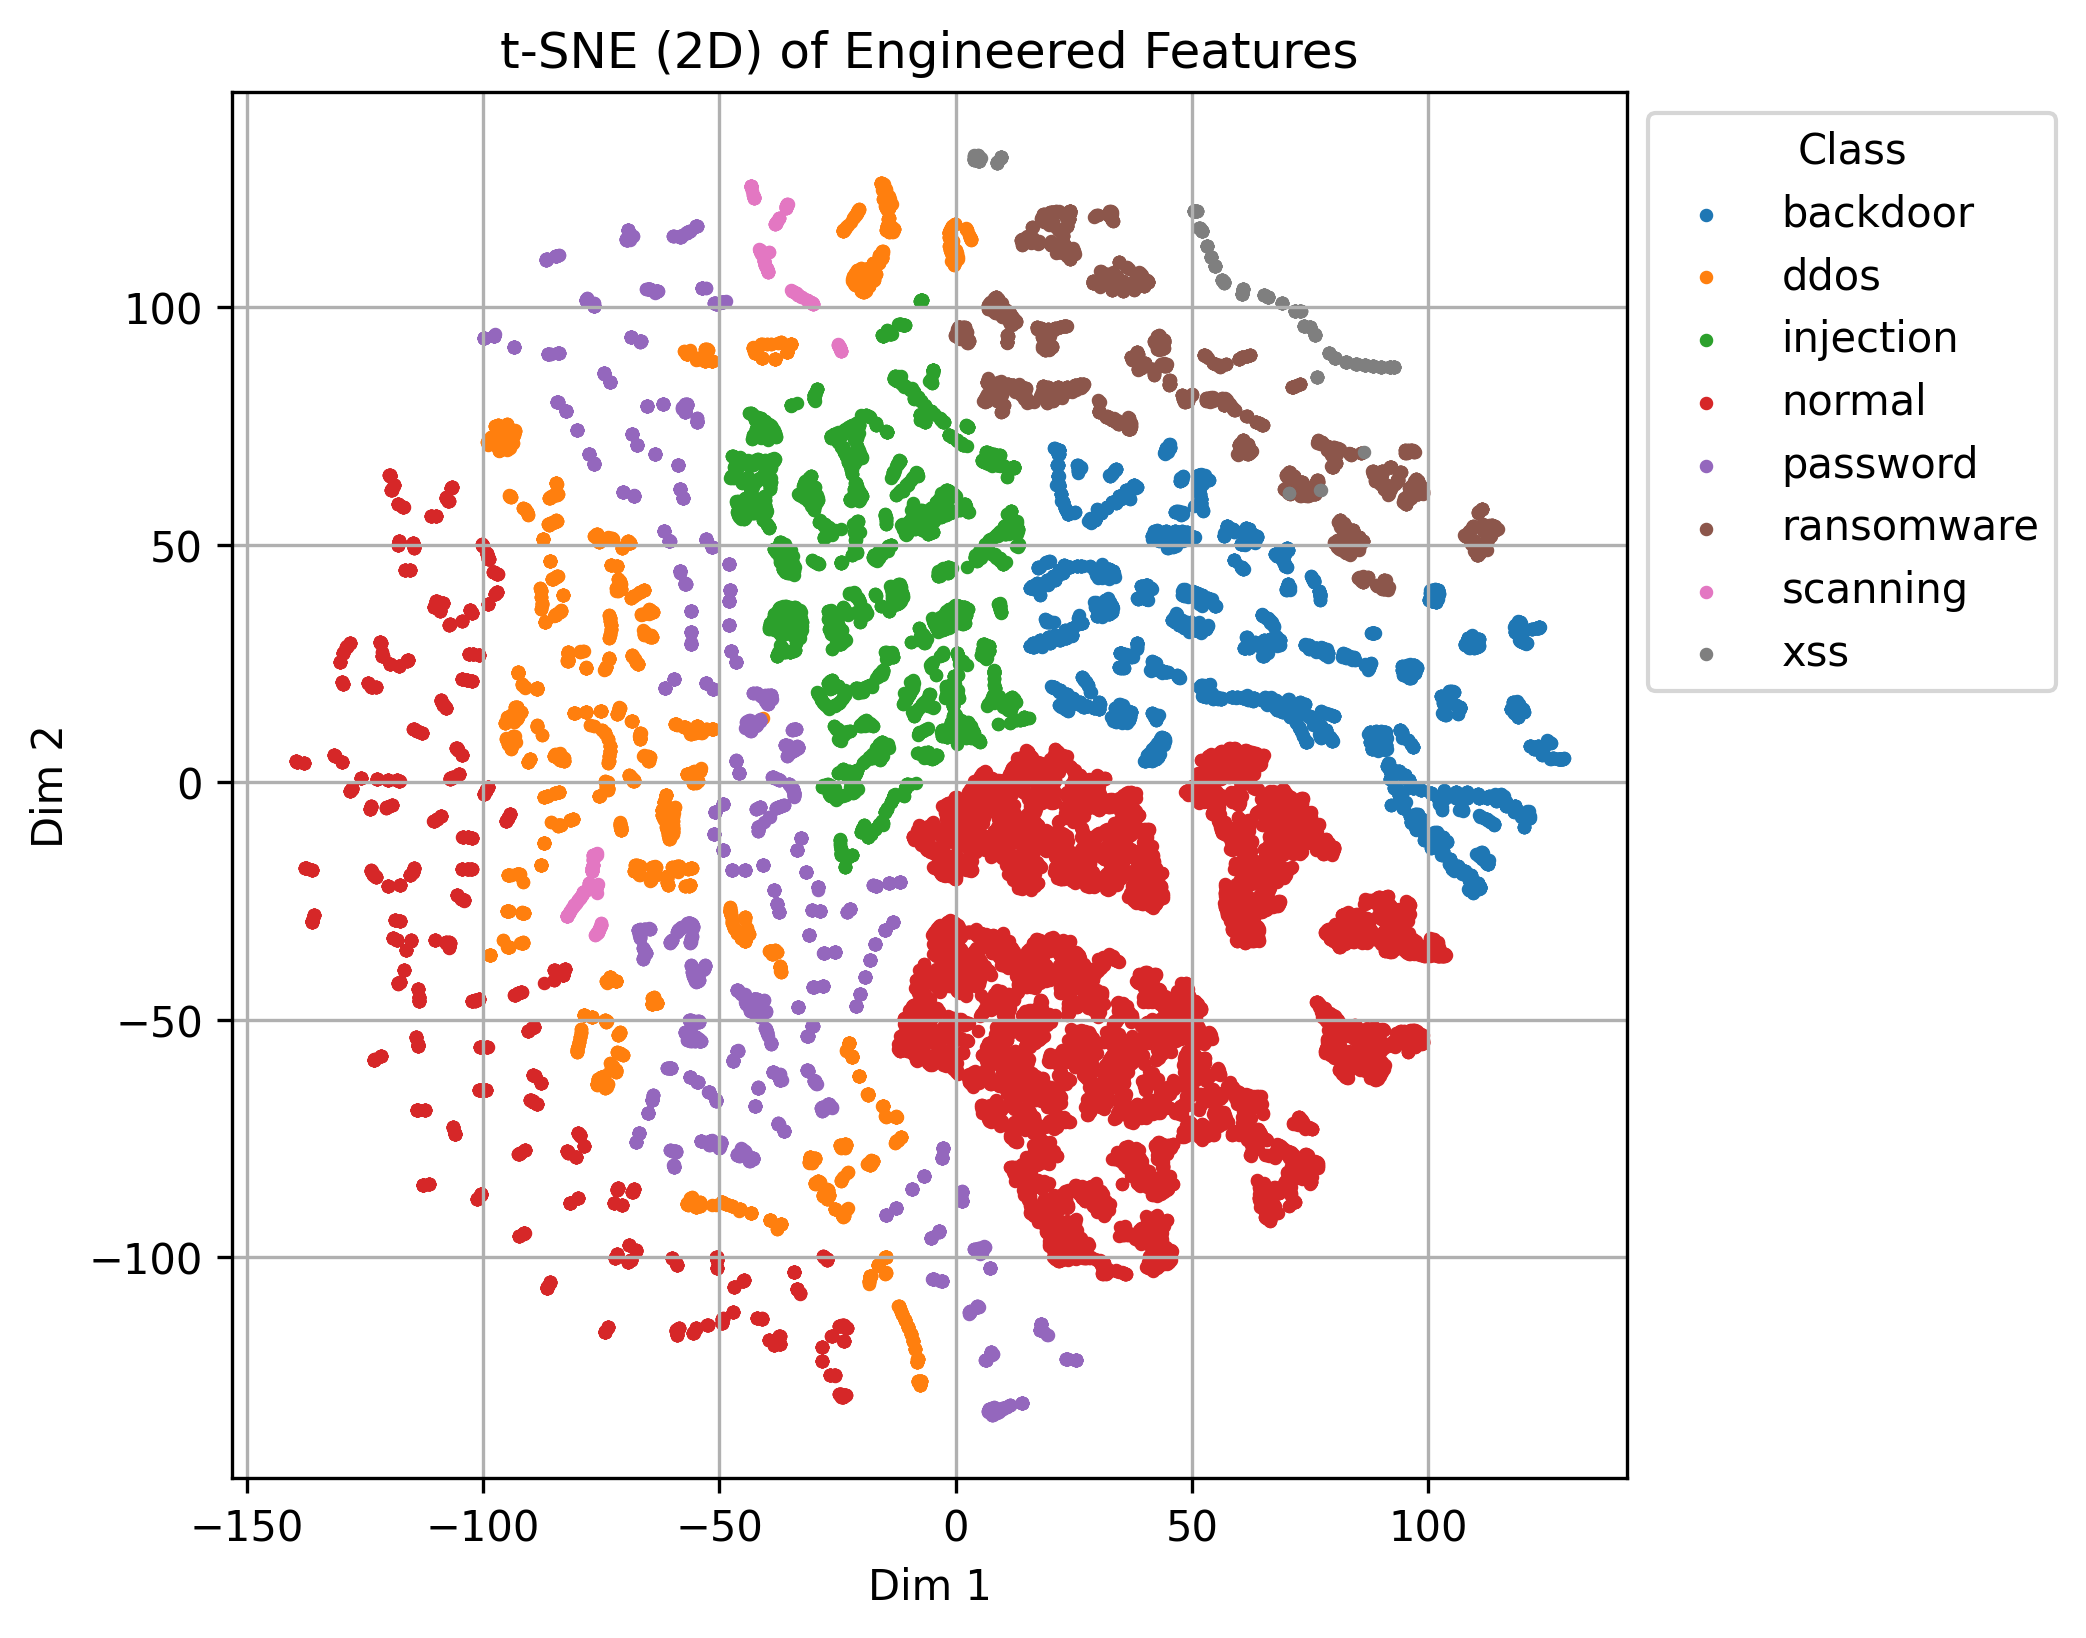 t-SNE (2D) of Engineered Features
Class
backdoor
ddos
injection
normal
password
ransomware
scanning
xss
100
50
0
−50
−100
Dim 2
−150
−100
−50
0
50
100
Dim 1